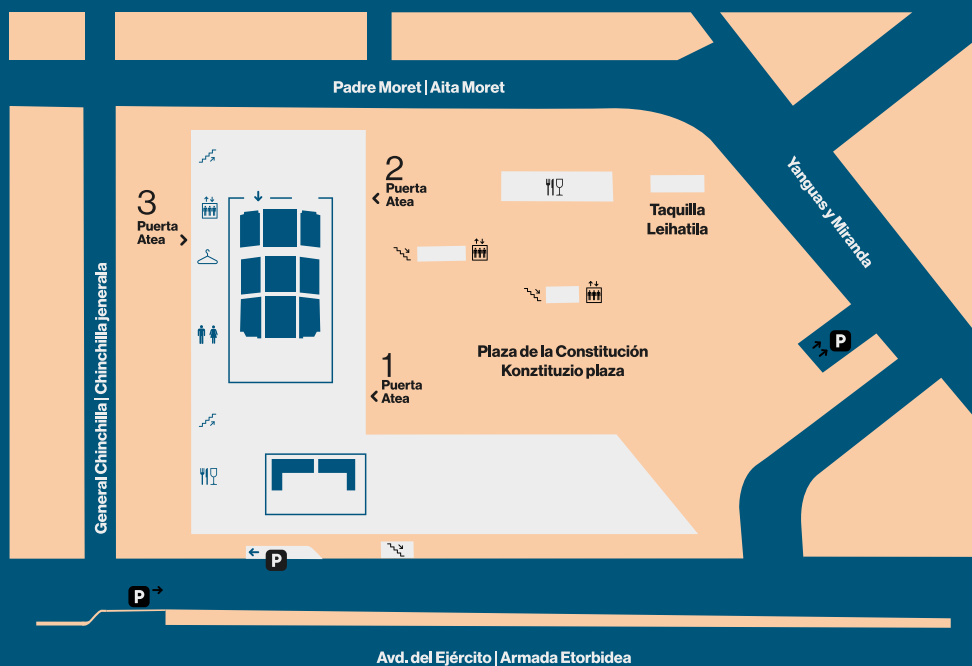 Padre Moret | Aita Moret
2
Puerta
Atea
3
Puerta
Atea
Taquilla
Leihatila
Yanguas y Miranda
General Chinchilla | Chinchilla jenerala
P
Plaza de la Constitución
Konztituzio plaza
1
Puerta
Atea
P
P
Avd. del Ejército | Armada Etorbidea